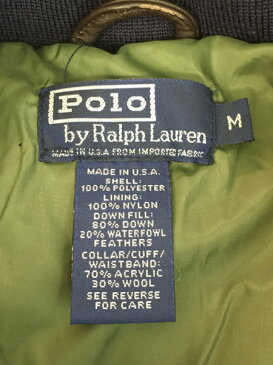 Polo
by Ralph Lauren
MADE IN U.S.A FROM IMPORTED FABRIC
M
MADE IN U.S.A.
SHELL:
100% POLYESTER
LINING:
100% NYLON
DOWN FILL:
80% DOWN
20% WATERFOWL
FEATHERS
COLLAR/CUFF/
WAISTBAND:
70% ACRYLIC
30% WOOL
SEE REVERSE
FOR CARE